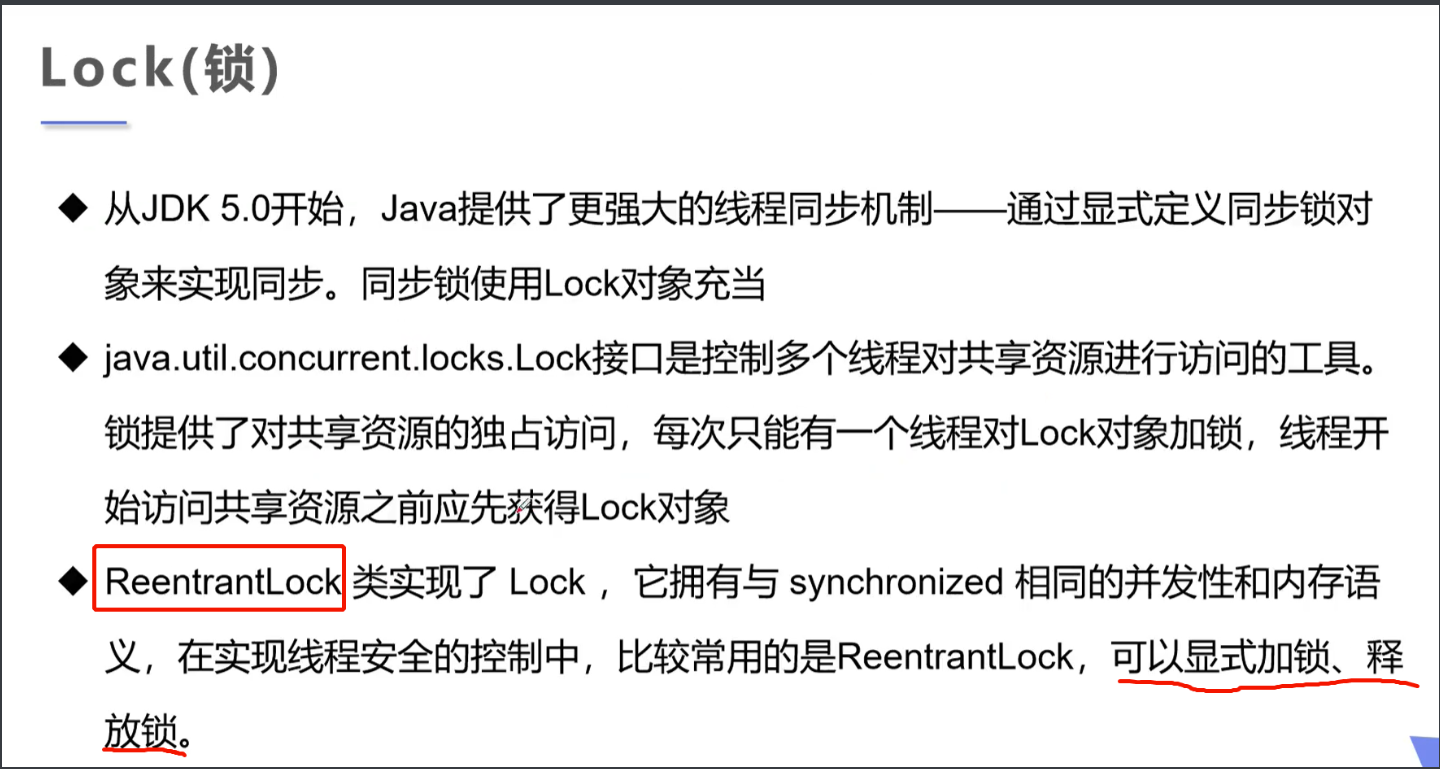 Lock(锁)
◆ 从JDK 5.0开始，Java提供了更强大的线程同步机制——通过显式定义同步锁对
象来实现同步。同步锁使用Lock对象充当
◆ java.util.concurrent.locks.Lock接口是控制多个线程对共享资源进行访问的工具。
锁提供了对共享资源的独占访问，每次只能有一个线程对Lock对象加锁，线程开
始访问共享资源之前应先获得Lock对象
◆ ReentrantLock 类实现了 Lock ，它拥有与 synchronized 相同的并发性和内存语
义，在实现线程安全的控制中，比较常用的是ReentrantLock，可以显式加锁、释
放锁。